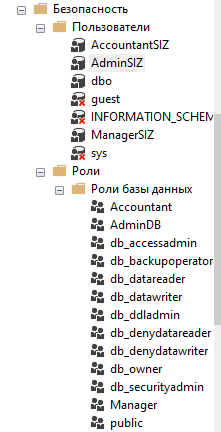 Безопасность
Пользователи
AccountantSIZ
AdminSIZ
dbo
guest
INFORMATION_SCHEM
ManagerSIZ
sys
Роли
Роли базы данных
Accountant
AdminDB
db_accessadmin
db_backupoperator
db_datareader
db_datawriter
db_ddladmin
db_denydatareader
db_denydatawriter
db_owner
db_securityadmin
Manager
public